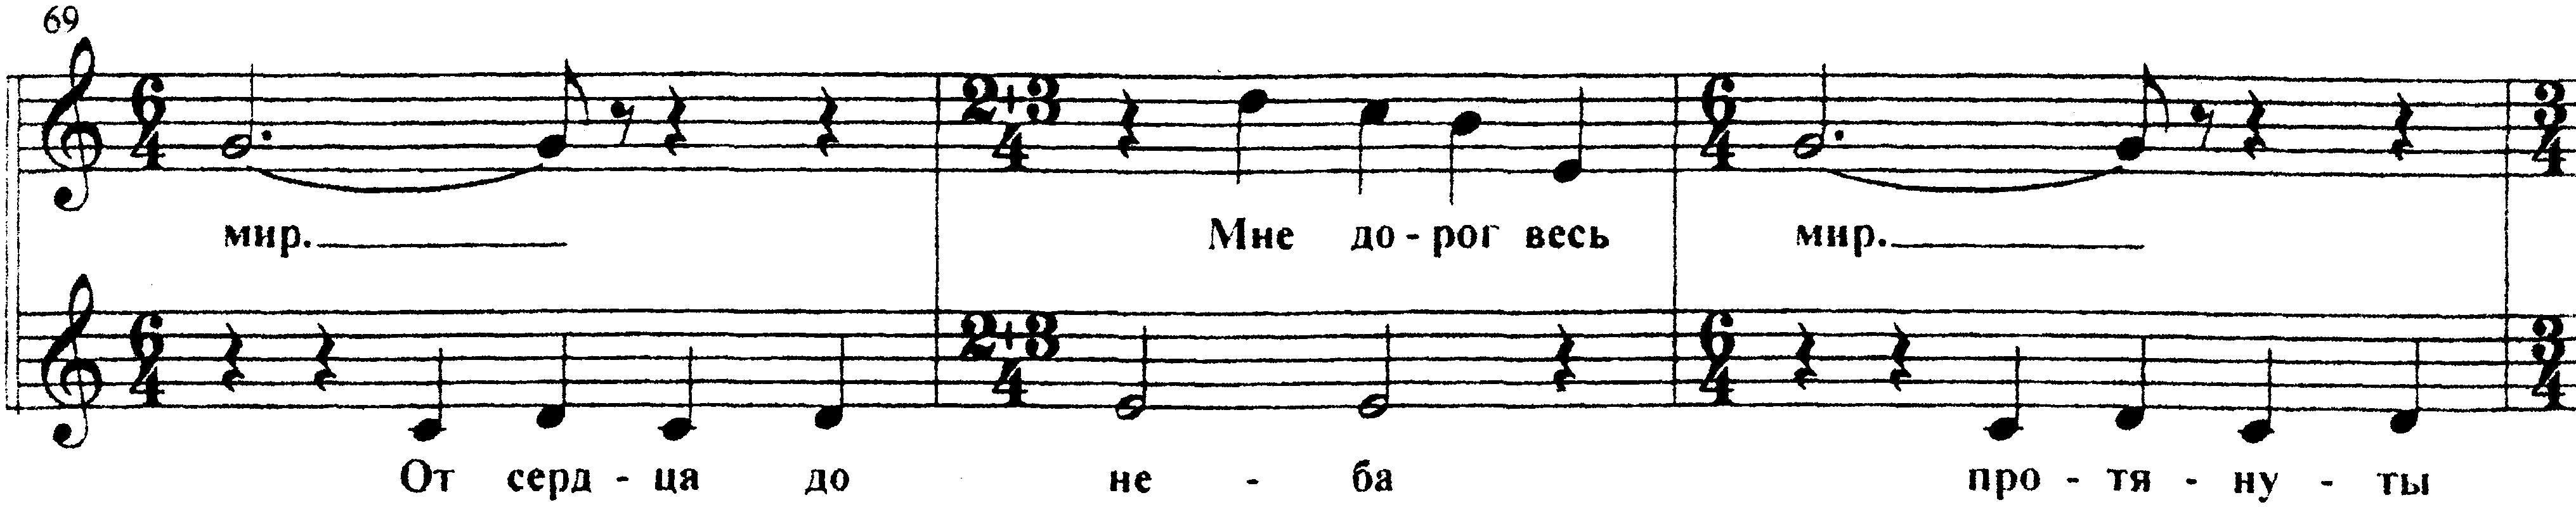 69
мир.
Мне до - рог весь
мир.
От серд - ца до
не - ба
про - тя - ну - ты